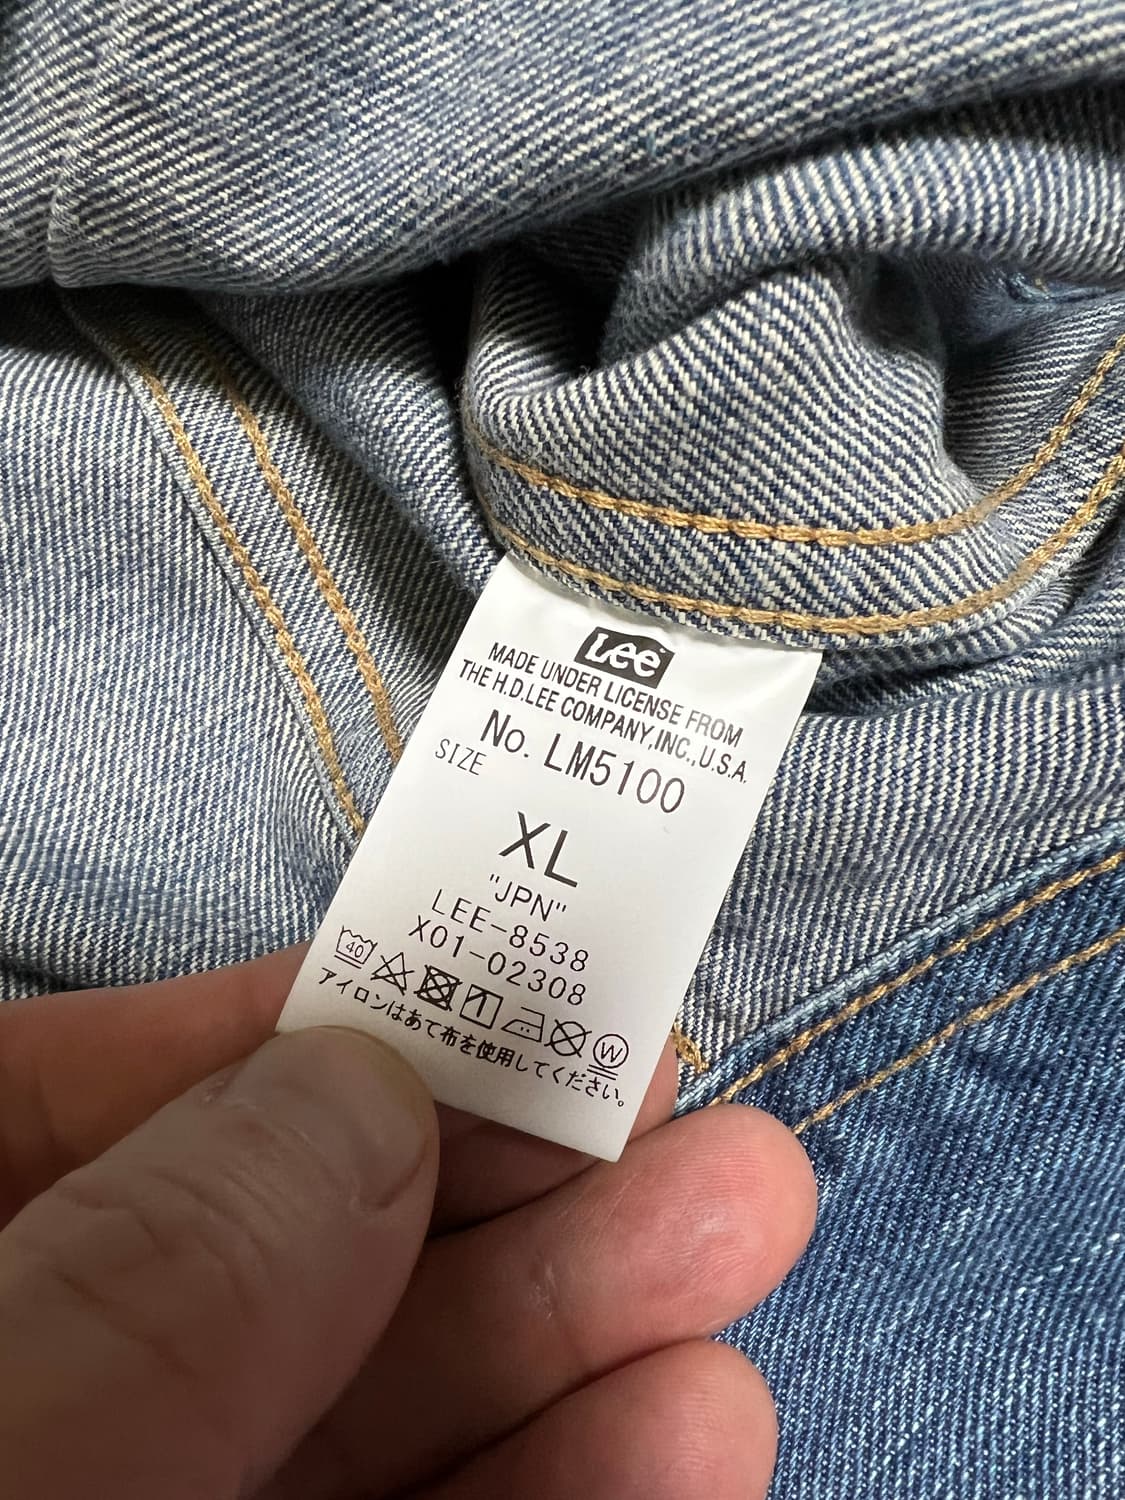 Lee
MADE UNDER LICENSE FROM
THE H.D.LEE COMPANY,INC.,U.S.A.
No. LM5100
SIZE
XL
"JPN"
LEE-8538
X01-02308
40
W
アイロンはあて布を使用してください。